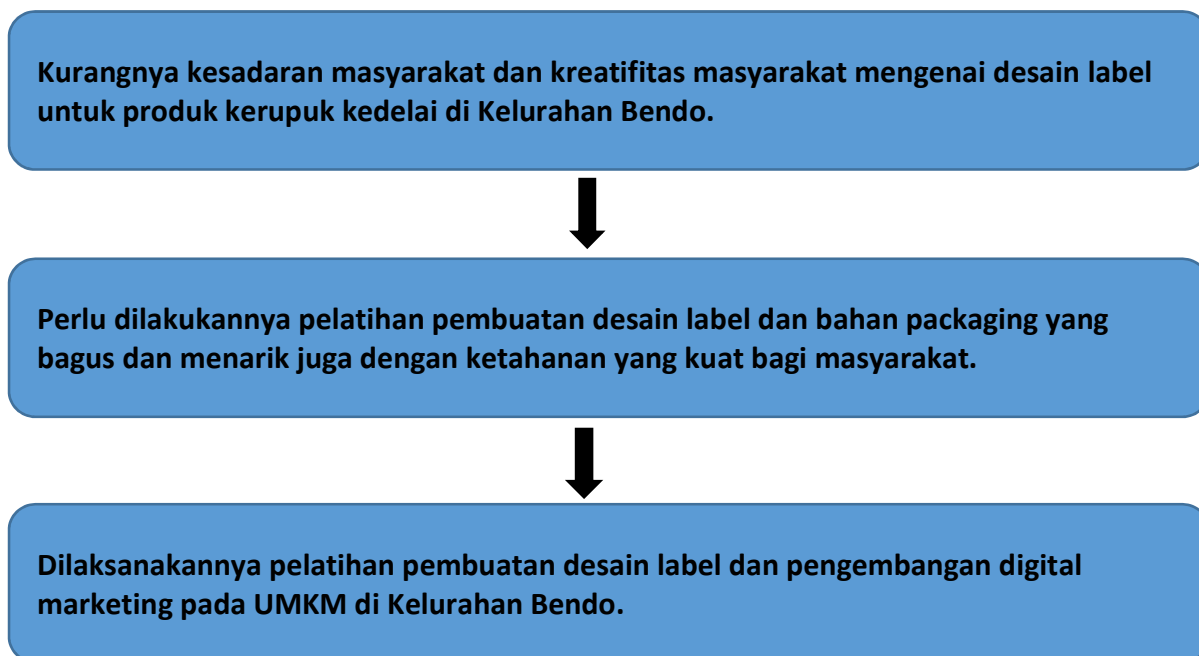 Kurangnya kesadaran masyarakat dan kreatifitas masyarakat mengenai desain label
untuk produk kerupuk kedelai di Kelurahan Bendo.
Perlu dilakukannya pelatihan pembuatan desain label dan bahan packaging yang
bagus dan menarik juga dengan ketahanan yang kuat bagi masyarakat.
Dilaksanakannya pelatihan pembuatan desain label dan pengembangan digital
marketing pada UMKM di Kelurahan Bendo.